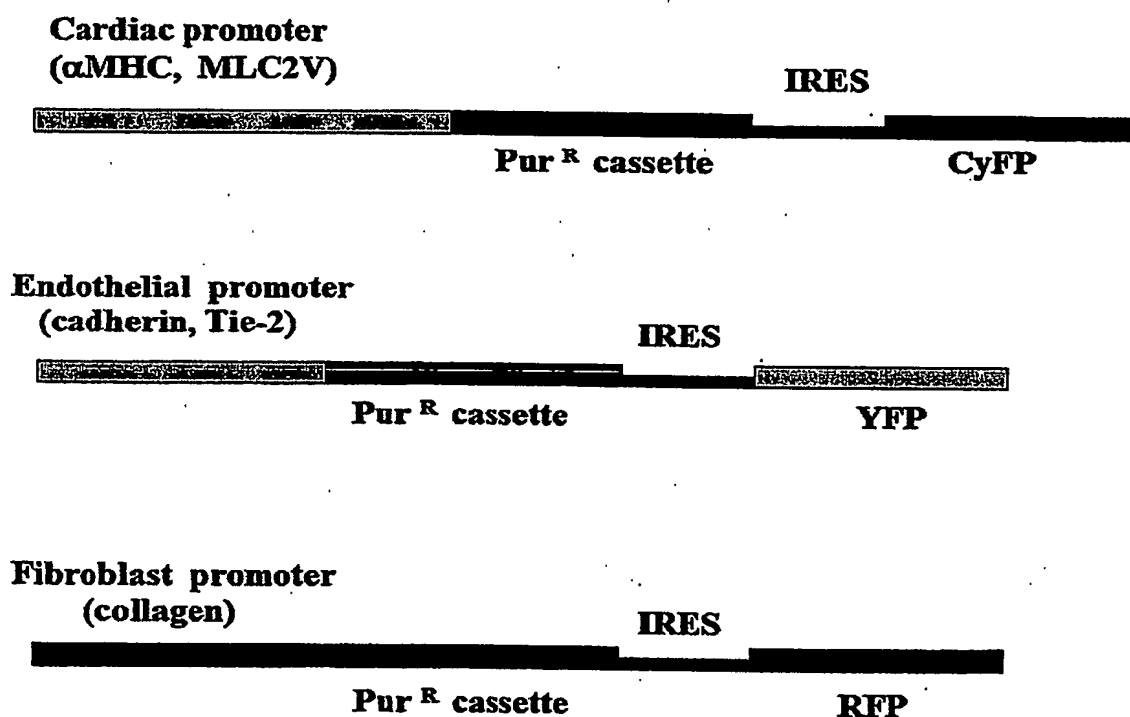 Cardiac promoter
(αMHC, MLC2V)
IRES
Pur R cassette
CyFP
Endothelial promoter
(cadherin, Tie-2)
IRES
Pur R cassette
YFP
Fibroblast promoter
(collagen)
IRES
Pur R cassette
RFP